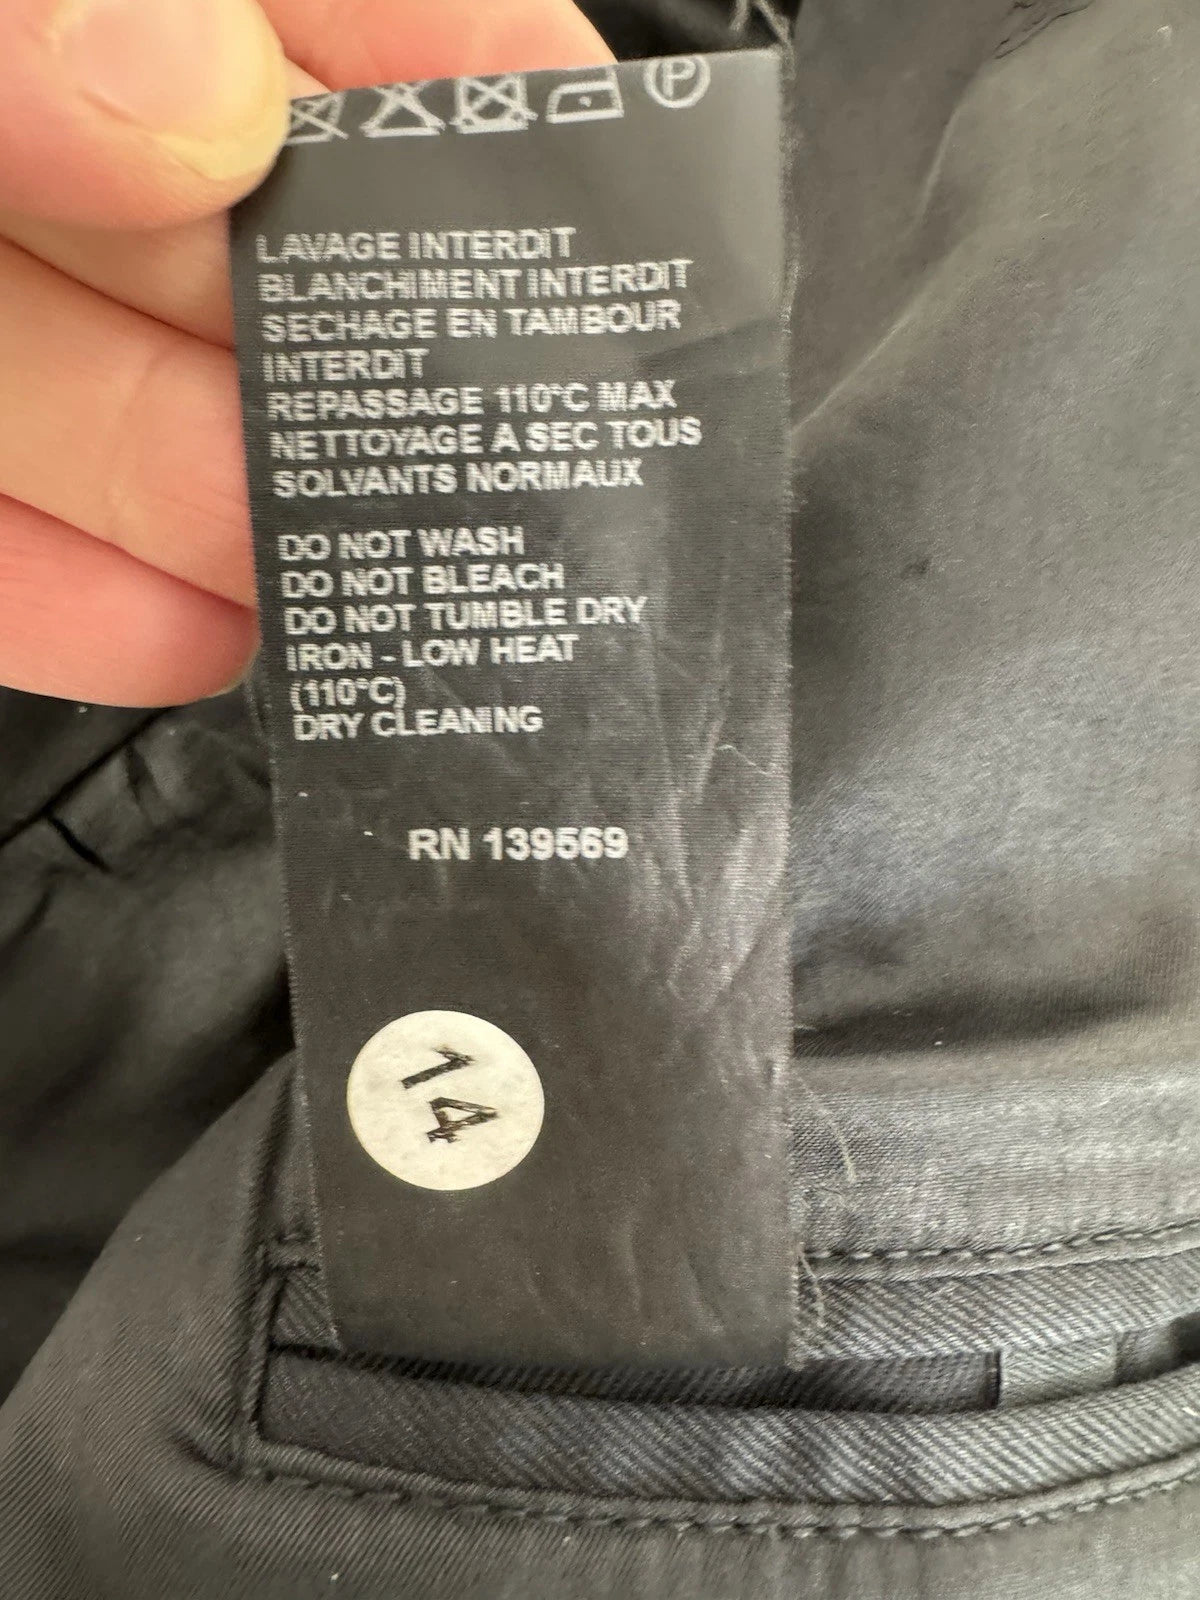 P
LAVAGE INTERDIT
BLANCHIMENT INTERDIT
SECHAGE EN TAMBOUR
INTERDIT
REPASSAGE 110°C MAX
NETTOYAGE A SEC TOUS
SOLVANTS NORMAUX
DO NOT WASH
DO NOT BLEACH
DO NOT TUMBLE DRY
IRON - LOW HEAT
(110°C)
DRY CLEANING
RN 139569
14